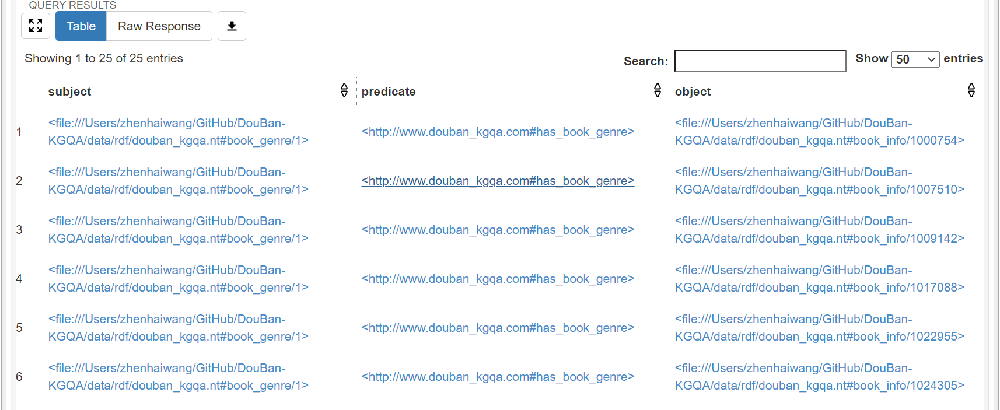 QUERY RESULTS
Table Raw Response
Showing 1 to 25 of 25 entries
Search: Show 50 entries
subject predicate object
1 <file:///Users/zhenhaiwang/GitHub/DouBan-KGQA/data/rdf/douban_kgqa.nt#book_genre/1> <http://www.douban_kgqa.com#has_book_genre> <file:///Users/zhenhaiwang/GitHub/DouBan-KGQA/data/rdf/douban_kgqa.nt#book_info/1000754>
2 <file:///Users/zhenhaiwang/GitHub/DouBan-KGQA/data/rdf/douban_kgqa.nt#book_genre/1> <http://www.douban_kgqa.com#has_book_genre> <file:///Users/zhenhaiwang/GitHub/DouBan-KGQA/data/rdf/douban_kgqa.nt#book_info/1007510>
3 <file:///Users/zhenhaiwang/GitHub/DouBan-KGQA/data/rdf/douban_kgqa.nt#book_genre/1> <http://www.douban_kgqa.com#has_book_genre> <file:///Users/zhenhaiwang/GitHub/DouBan-KGQA/data/rdf/douban_kgqa.nt#book_info/1009142>
4 <file:///Users/zhenhaiwang/GitHub/DouBan-KGQA/data/rdf/douban_kgqa.nt#book_genre/1> <http://www.douban_kgqa.com#has_book_genre> <file:///Users/zhenhaiwang/GitHub/DouBan-KGQA/data/rdf/douban_kgqa.nt#book_info/1017088>
5 <file:///Users/zhenhaiwang/GitHub/DouBan-KGQA/data/rdf/douban_kgqa.nt#book_genre/1> <http://www.douban_kgqa.com#has_book_genre> <file:///Users/zhenhaiwang/GitHub/DouBan-KGQA/data/rdf/douban_kgqa.nt#book_info/1022955>
6 <file:///Users/zhenhaiwang/GitHub/DouBan-KGQA/data/rdf/douban_kgqa.nt#book_genre/1> <http://www.douban_kgqa.com#has_book_genre> <file:///Users/zhenhaiwang/GitHub/DouBan-KGQA/data/rdf/douban_kgqa.nt#book_info/1024305>